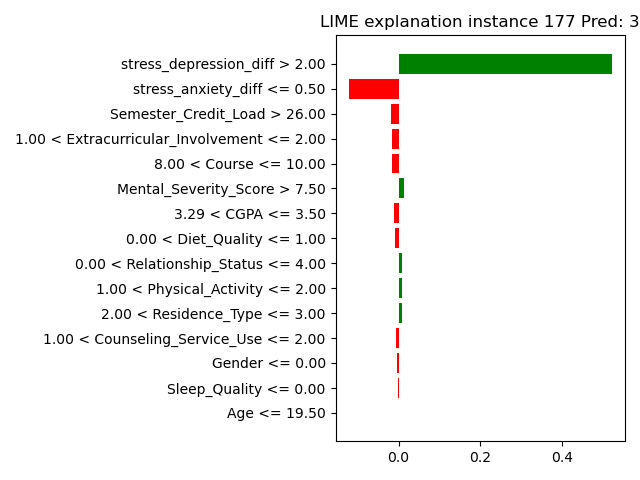 LIME explanation instance 177 Pred: 3
stress_depression_diff > 2.00
stress_anxiety_diff <= 0.50
Semester_Credit_Load > 26.00
1.00 < Extracurricular_Involvement <= 2.00
8.00 < Course <= 10.00
Mental_Severity_Score > 7.50
3.29 < CGPA <= 3.50
0.00 < Diet_Quality <= 1.00
0.00 < Relationship_Status <= 4.00
1.00 < Physical_Activity <= 2.00
2.00 < Residence_Type <= 3.00
1.00 < Counseling_Service_Use <= 2.00
Gender <= 0.00
Sleep_Quality <= 0.00
Age <= 19.50
0.0 0.2 0.4